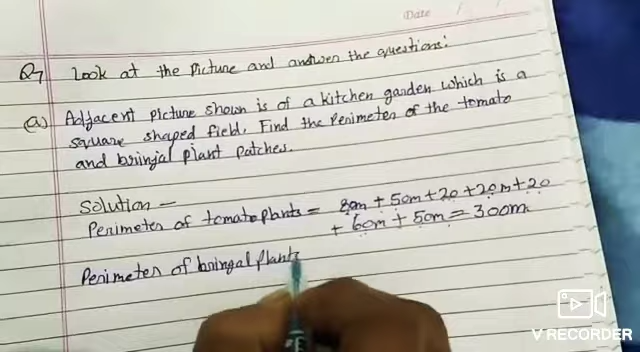 Date
Q7 Look at the Picture and answer the questions:
(a) Adjacent picture shown is of a kitchen garden which is a
square shaped field. Find the Perimeter of the tomato
and brinjal plant patches.
Solution —
Perimeter of tomato plants = 80m + 50m + 20 + 20m + 20
+ 60m + 50m = 300m.
Perimeter of bringal plants
V RECORDER